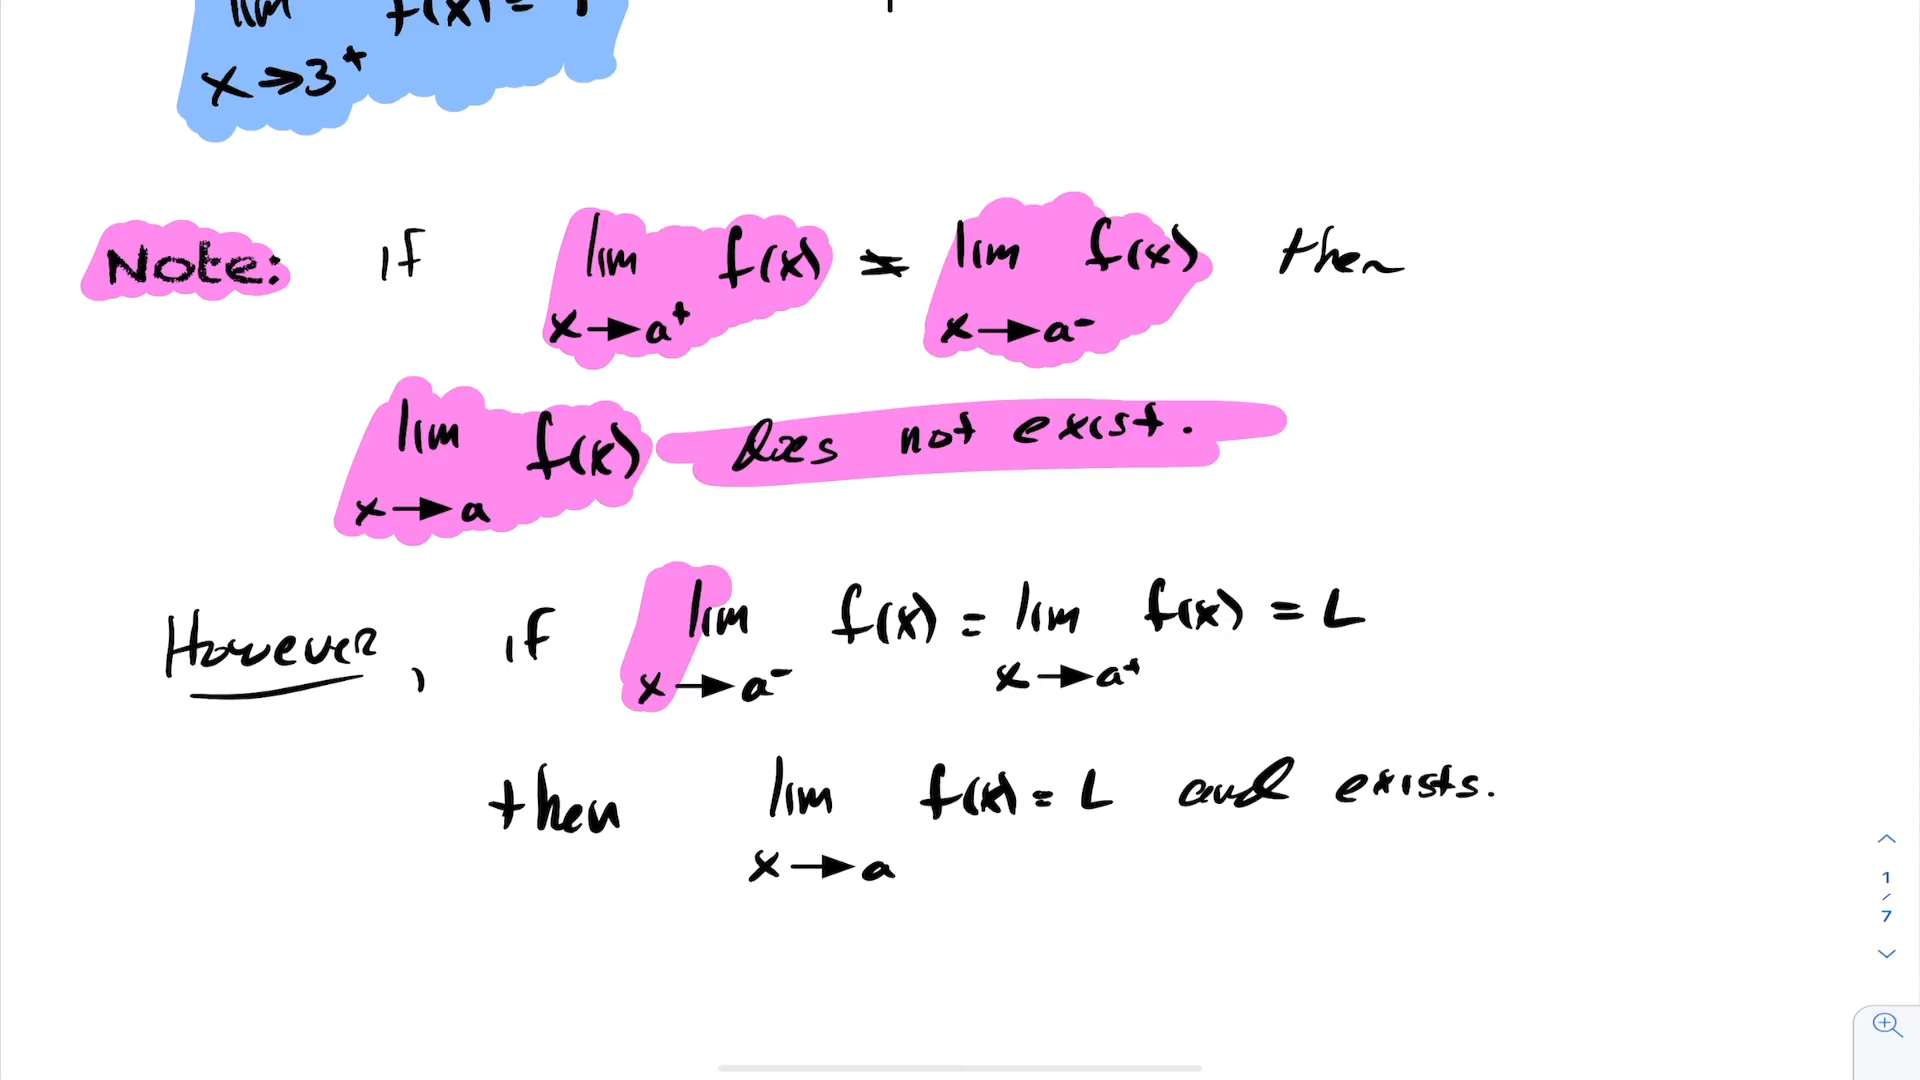 lim f(x) =
x→3⁺
Note: if lim f(x) ≠ lim f(x) then
x→a⁺ x→a⁻
lim f(x) does not exist.
x→a
However, if lim f(x) = lim f(x) = L
x→a⁻ x→a⁺
then lim f(x) = L and exists.
x→a
1
/
7